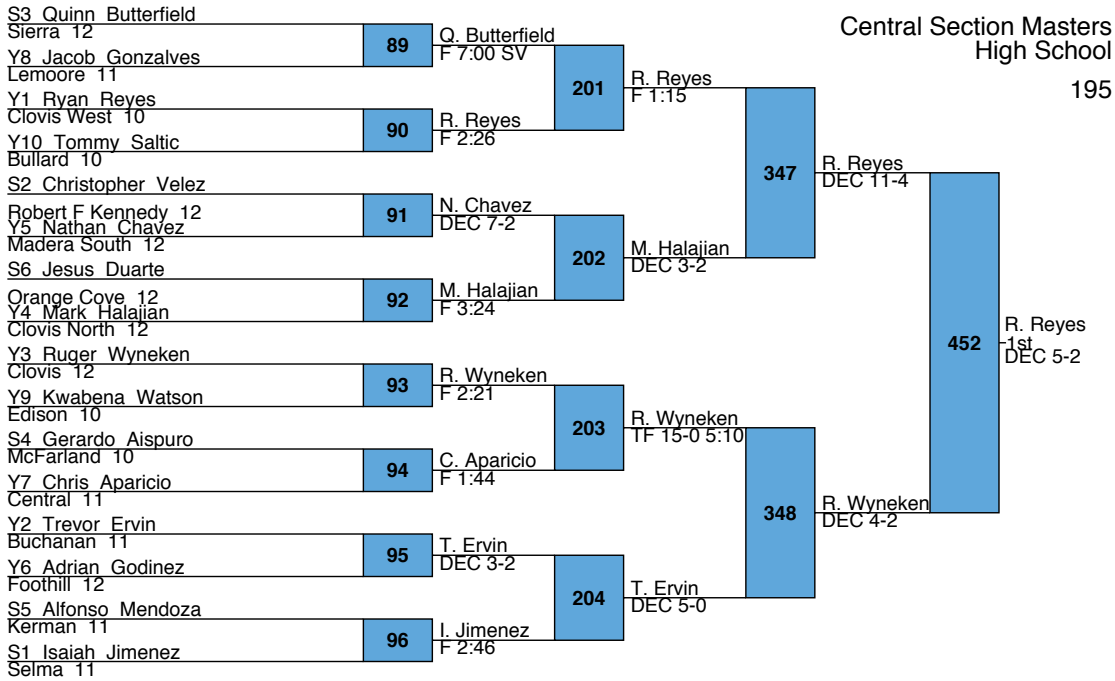 Central Section Masters
High School
195
S3 Quinn Butterfield
Sierra 12
Y8 Jacob Gonzalves
Lemoore 11
Y1 Ryan Reyes
Clovis West 10
Y10 Tommy Saltic
Bullard 10
S2 Christopher Velez
Robert F Kennedy 12
Y5 Nathan Chavez
Madera South 12
S6 Jesus Duarte
Orange Cove 12
Y4 Mark Halajian
Clovis North 12
Y3 Ruger Wyneken
Clovis 12
Y9 Kwabena Watson
Edison 10
S4 Gerardo Aispuro
McFarland 10
Y7 Chris Aparicio
Central 11
Y2 Trevor Ervin
Buchanan 11
Y6 Adrian Godinez
Foothill 12
S5 Alfonso Mendoza
Kerman 11
S1 Isaiah Jimenez
Selma 11
89
90
91
92
93
94
95
96
Q. Butterfield
F 7:00 SV
R. Reyes
F 2:26
N. Chavez
DEC 7-2
M. Halajian
F 3:24
R. Wyneken
F 2:21
C. Aparicio
F 1:44
T. Ervin
DEC 3-2
I. Jimenez
F 2:46
201
202
203
204
R. Reyes
F 1:15
M. Halajian
DEC 3-2
R. Wyneken
TF 15-0 5:10
T. Ervin
DEC 5-0
347
348
R. Reyes
DEC 11-4
R. Wyneken
DEC 4-2
452
R. Reyes
1st
DEC 5-2